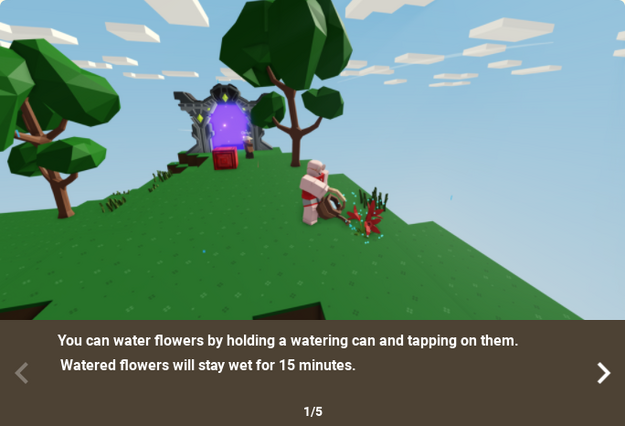 You can water flowers by holding a watering can and tapping on them.
Watered flowers will stay wet for 15 minutes.
1/5